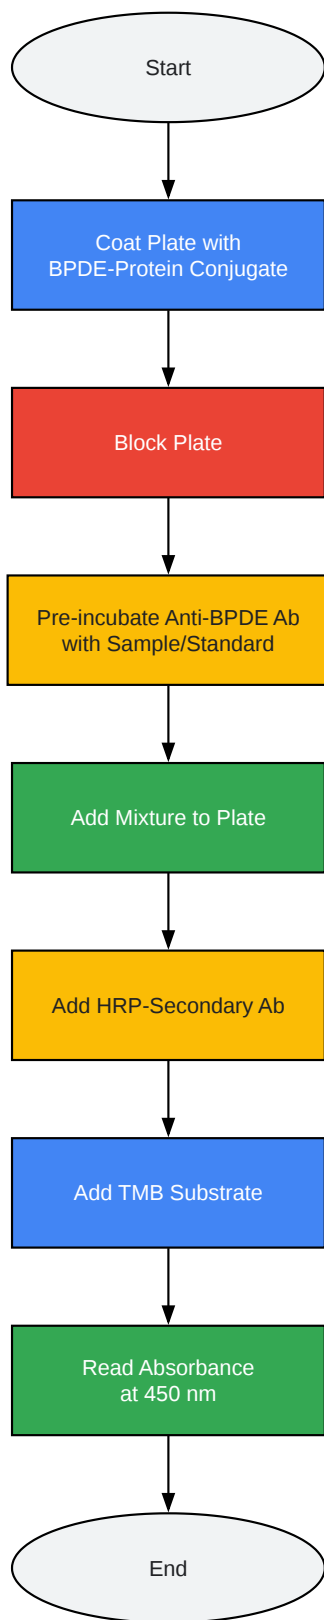 Start
Coat Plate with
BPDE-Protein Conjugate
Block Plate
Pre-incubate Anti-BPDE Ab
with Sample/Standard
Add Mixture to Plate
Add HRP-Secondary Ab
Add TMB Substrate
Read Absorbance
at 450 nm
End